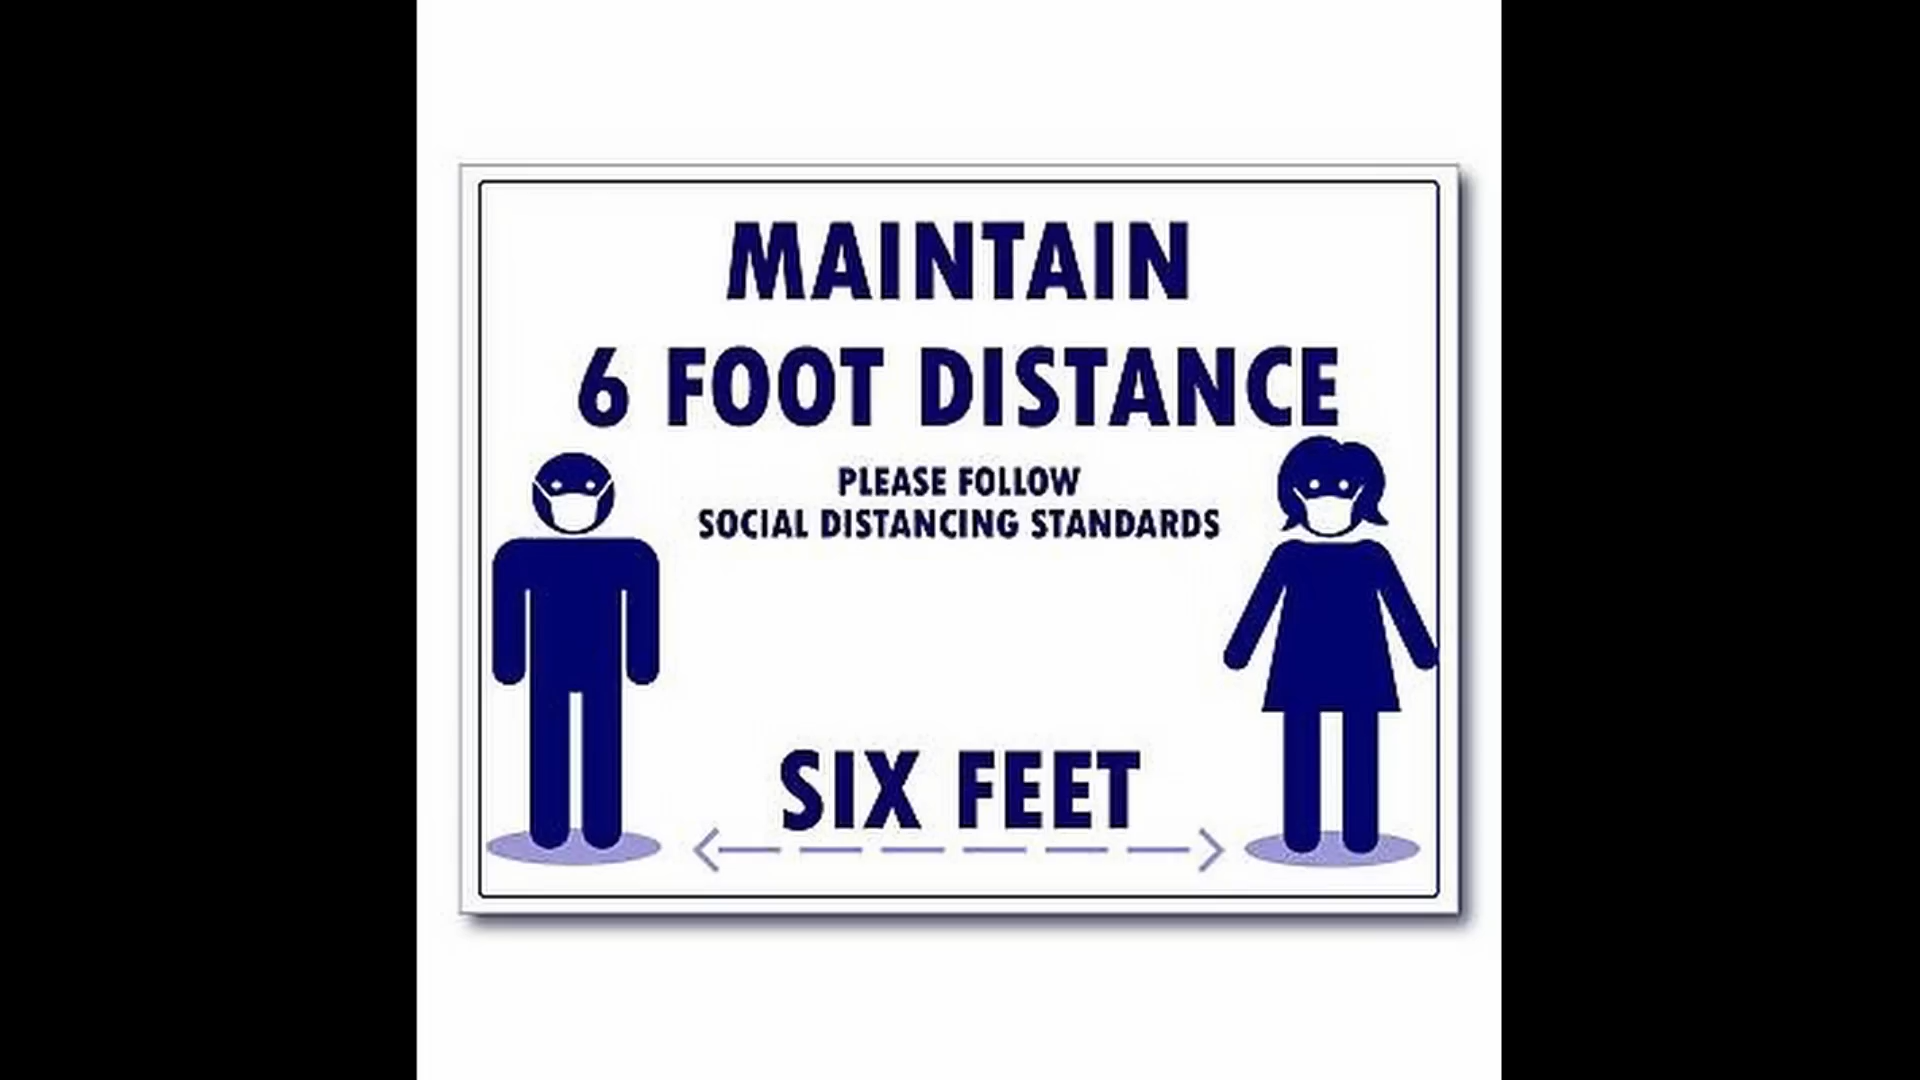 MAINTAIN
6 FOOT DISTANCE
PLEASE FOLLOW
SOCIAL DISTANCING STANDARDS
SIX FEET